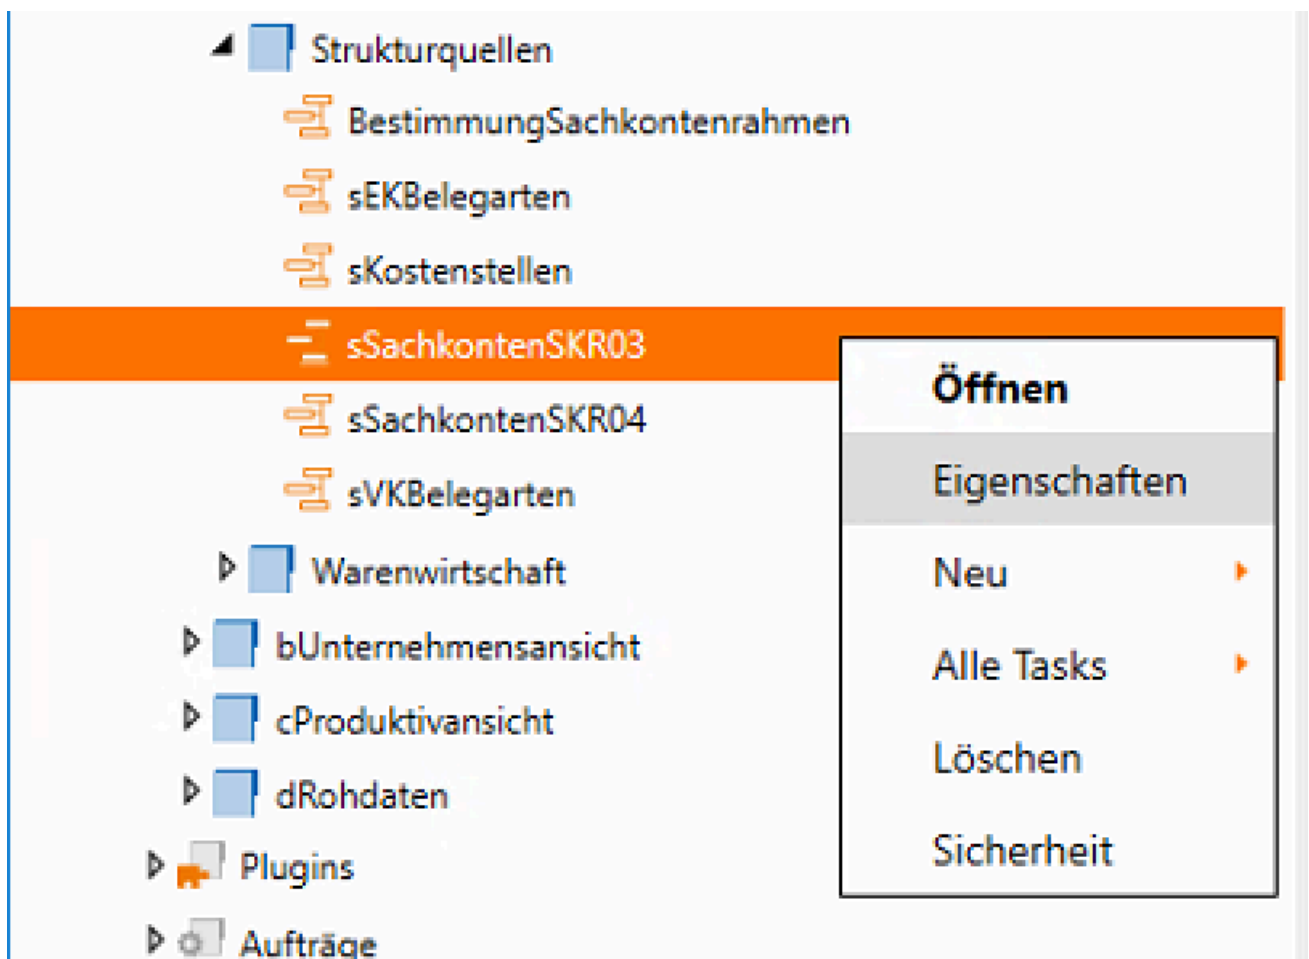 Strukturquellen
BestimmungSachkontenrahmen
sEKBelegarten
sKostenstellen
sSachkontenSKR03
sSachkontenSKR04
sVKBelegarten
Warenwirtschaft
bUnternehmensansicht
cProduktivansicht
dRohdaten
Plugins
Aufträge
Öffnen
Eigenschaften
Neu
Alle Tasks
Löschen
Sicherheit